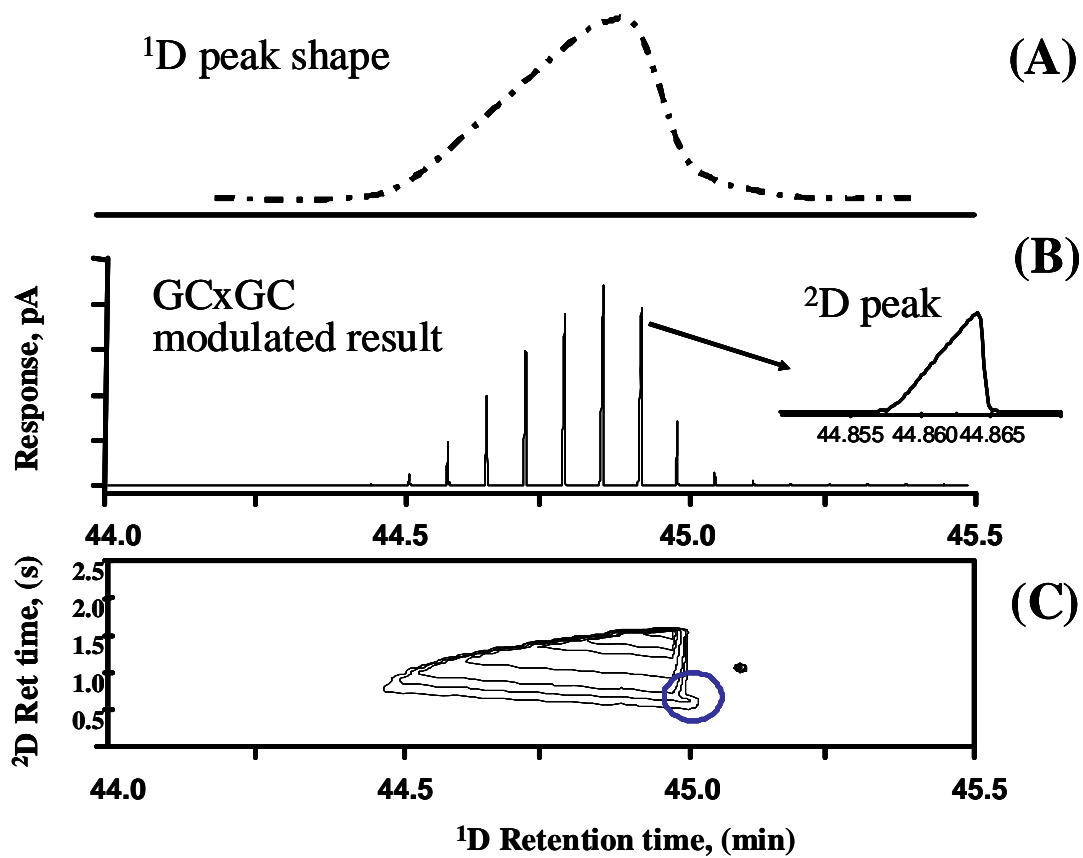 ¹D peak shape
(A)
(B)
GCxGC
modulated result
²D peak
Response, pA
44.855 44.860 44.865
44.0 44.5 45.0 45.5
2.5
2.0
1.5
1.0
0.5
²D Ret time, (s)
(C)
44.0 44.5 45.0 45.5
¹D Retention time, (min)